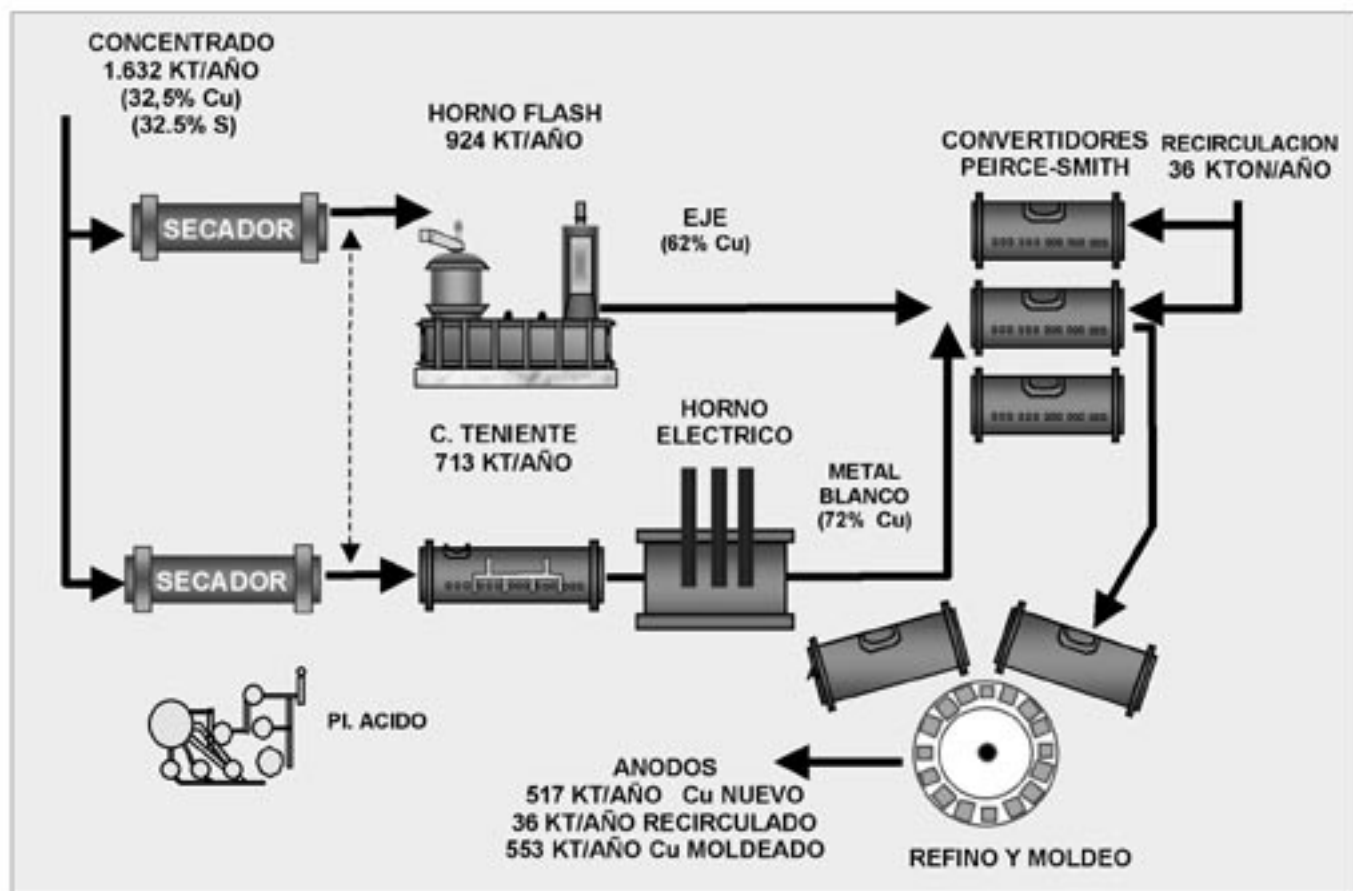 CONCENTRADO
1.632 KT/AÑO
(32,5% Cu)
(32.5% S)
HORNO FLASH
924 KT/AÑO
CONVERTIDORES
PEIRCE-SMITH
RECIRCULACION
36 KTON/AÑO
SECADOR
EJE
(62% Cu)
C. TENIENTE
713 KT/AÑO
HORNO
ELECTRICO
METAL
BLANCO
(72% Cu)
SECADOR
PI. ACIDO
ANODOS
517 KT/AÑO Cu NUEVO
36 KT/AÑO RECIRCULADO
553 KT/AÑO Cu MOLDEADO
REFINO Y MOLDEO